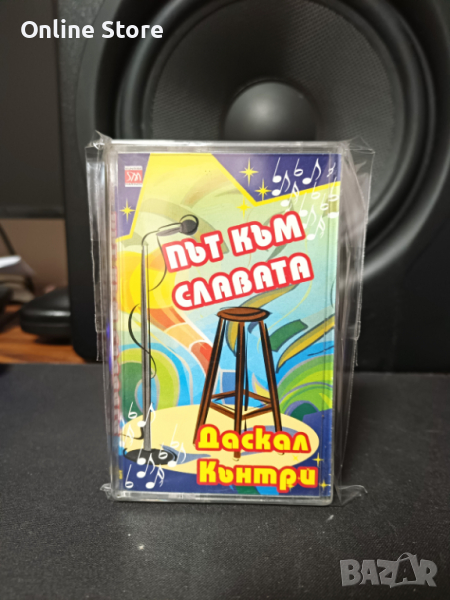 Online Store
ПЪТ КЪМ
СЛАВАТА
Даскал
Кънтри
BAZAR